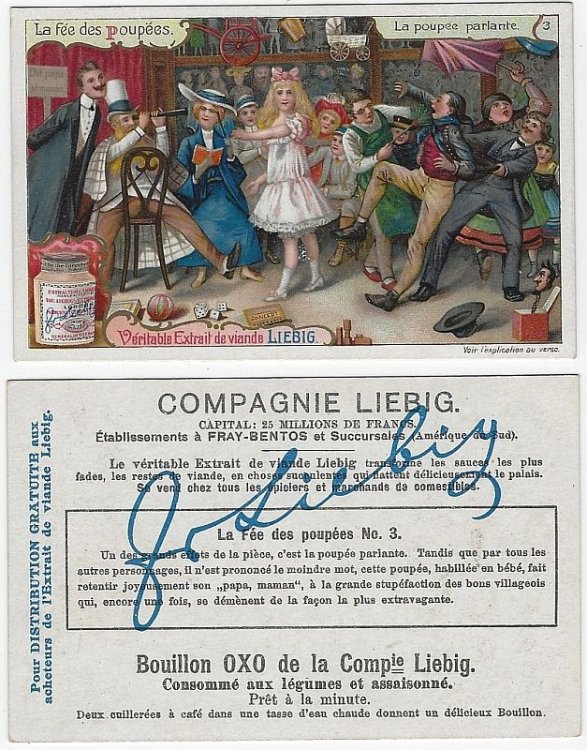 La fée des Poupées.
La poupée parlante. 3
Dit papa
et maman
EXTRACTUM CARNIS
LIEBIG
Véritable Extrait de viande LIEBIG.
Voir l'explication au verso.
COMPAGNIE LIEBIG.
CAPITAL: 25 MILLIONS DE FRANCS.
Établissements à FRAY-BENTOS et Succursales (Amérique du Sud).
Le véritable Extrait de viande Liebig transforme les sauces les plus
fades, les restes de viande, en choses succulentes qui flattent délicieusement le palais.
Se vend chez tous les épiciers et marchands de comestibles.
La Fée des poupées No. 3.
Un des grands effets de la pièce, c'est la poupée parlante. Tandis que par tous les
autres personnages, il n'est prononcé le moindre mot, cette poupée, habillée en bébé, fait
retentir joyeusement son „papa, maman“, à la grande stupéfaction des bons villageois
qui, encore une fois, se démènent de la façon la plus extravagante.
Bouillon OXO de la Compie Liebig.
Consommé aux légumes et assaisonné.
Prêt à la minute.
Deux cuillerées à café dans une tasse d'eau chaude donnent un délicieux Bouillon.
Pour DISTRIBUTION GRATUITE aux
acheteurs de l'Extrait de viande Liebig.
JvLiebig